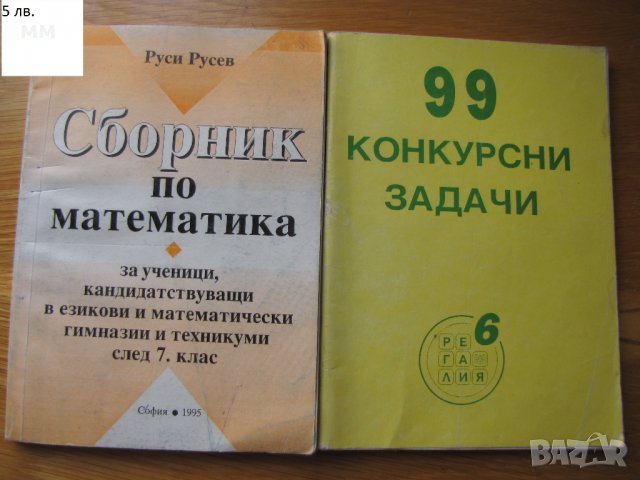 5 лв.
мм
Руси Русев
Сборник
по
математика
за ученици,
кандидатствуващи
в езикови и математически
гимназии и техникуми
след 7. клас
София • 1995
99
КОНКУРСНИ
ЗАДАЧИ
6
РЕ
ГА
ЛИЯ
BAZAR